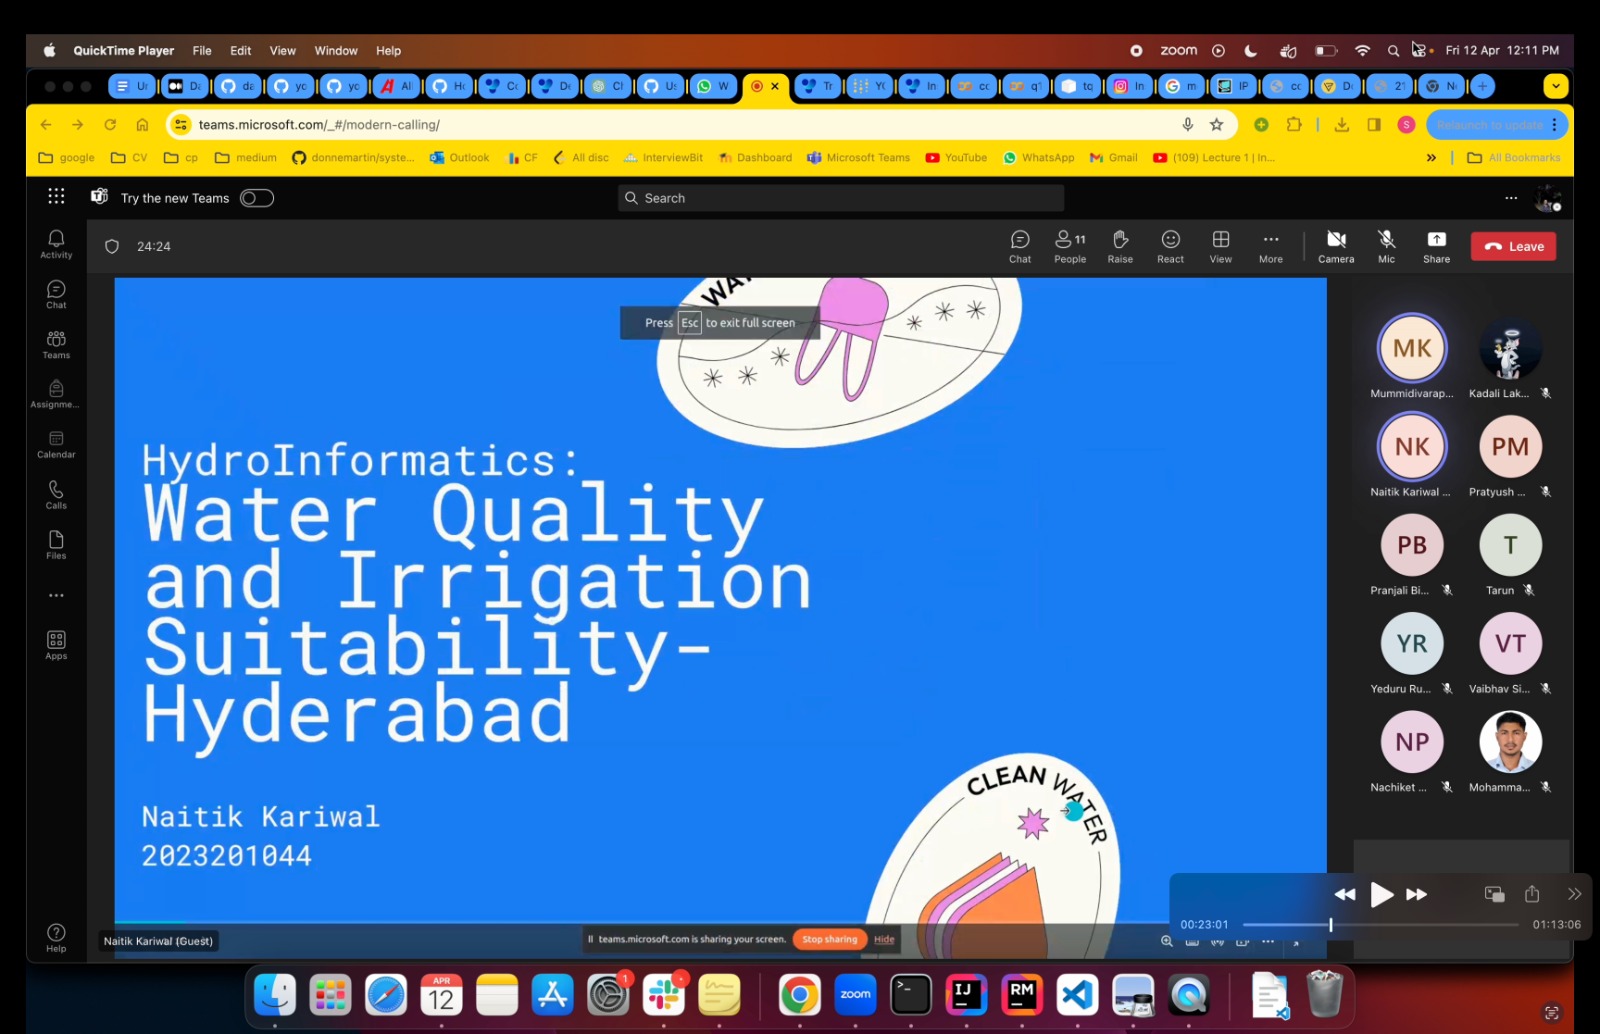 QuickTime Player File Edit View Window Help
zoom Fri 12 Apr 12:11 PM
teams.microsoft.com/_#/modern-calling/
Relaunch to update
google CV cp medium donnemartin/syste... Outlook CF All disc InterviewBit Dashboard Microsoft Teams YouTube WhatsApp Gmail (109) Lecture 1 | In... » All Bookmarks
Try the new Teams
Search
24:24
11
Chat People Raise React View More Camera Mic Share Leave
Activity
Chat
Teams
Assignme...
Calendar
Calls
Files
Apps
Help
Press Esc to exit full screen
HydroInformatics:
Water Quality
and Irrigation
Suitability-
Hyderabad
Naitik Kariwal
2023201044
CLEAN WATER
Naitik Kariwal (Guest)
teams.microsoft.com is sharing your screen. Stop sharing Hide
MK
Mummidivarap... Kadali Lak...
NK PM
Naitik Kariwal ... Pratyush ...
PB T
Pranjali Bi... Tarun
YR VT
Yeduru Ru... Vaibhav Si...
NP
Nachiket ... Mohamma...
00:23:01 01:13:06
APR
12
1
zoom
IJ
RM